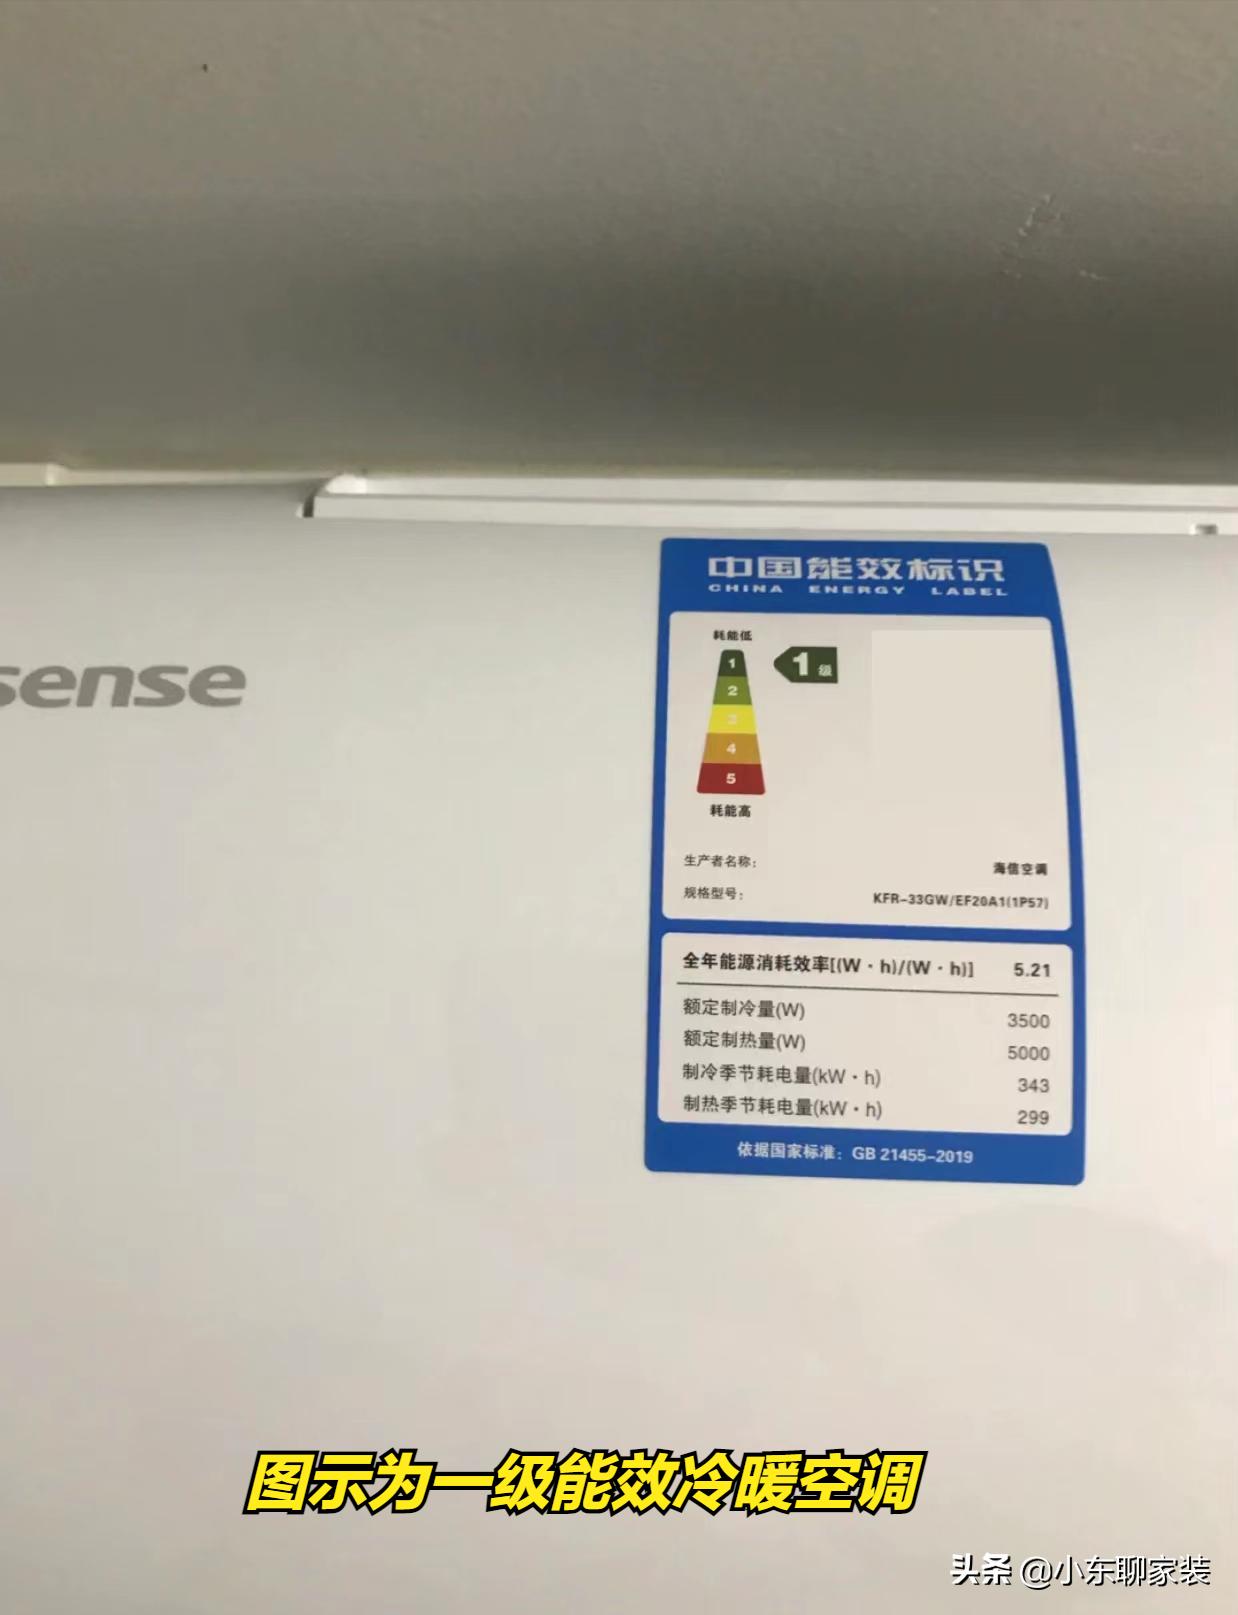 sense
中国能效标识
CHINA ENERGY LABEL
耗能低
1
1级
2
3
4
5
耗能高
生产者名称： 海信空调
规格型号： KFR-33GW/EF20A1(1P57)
全年能源消耗效率[(W·h)/(W·h)] 5.21
额定制冷量(W) 3500
额定制热量(W) 5000
制冷季节耗电量(kW·h) 343
制热季节耗电量(kW·h) 299
依据国家标准：GB 21455-2019
图示为一级能效冷暖空调
头条 @小东聊家装